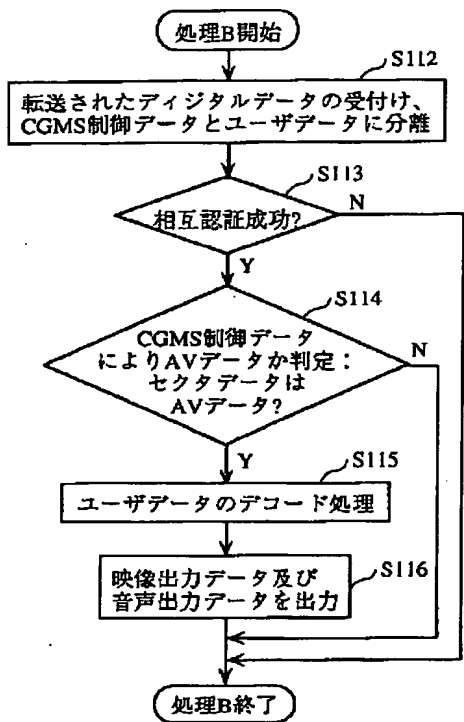 処理B開始
S112
転送されたディジタルデータの受付け、
CGMS制御データとユーザデータに分離
S113
相互認証成功?
N
Y
S114
CGMS制御データ
によりAVデータか判定：
セクタデータは
AVデータ?
N
Y
S115
ユーザデータのデコード処理
S116
映像出力データ及び
音声出力データを出力
処理B終了